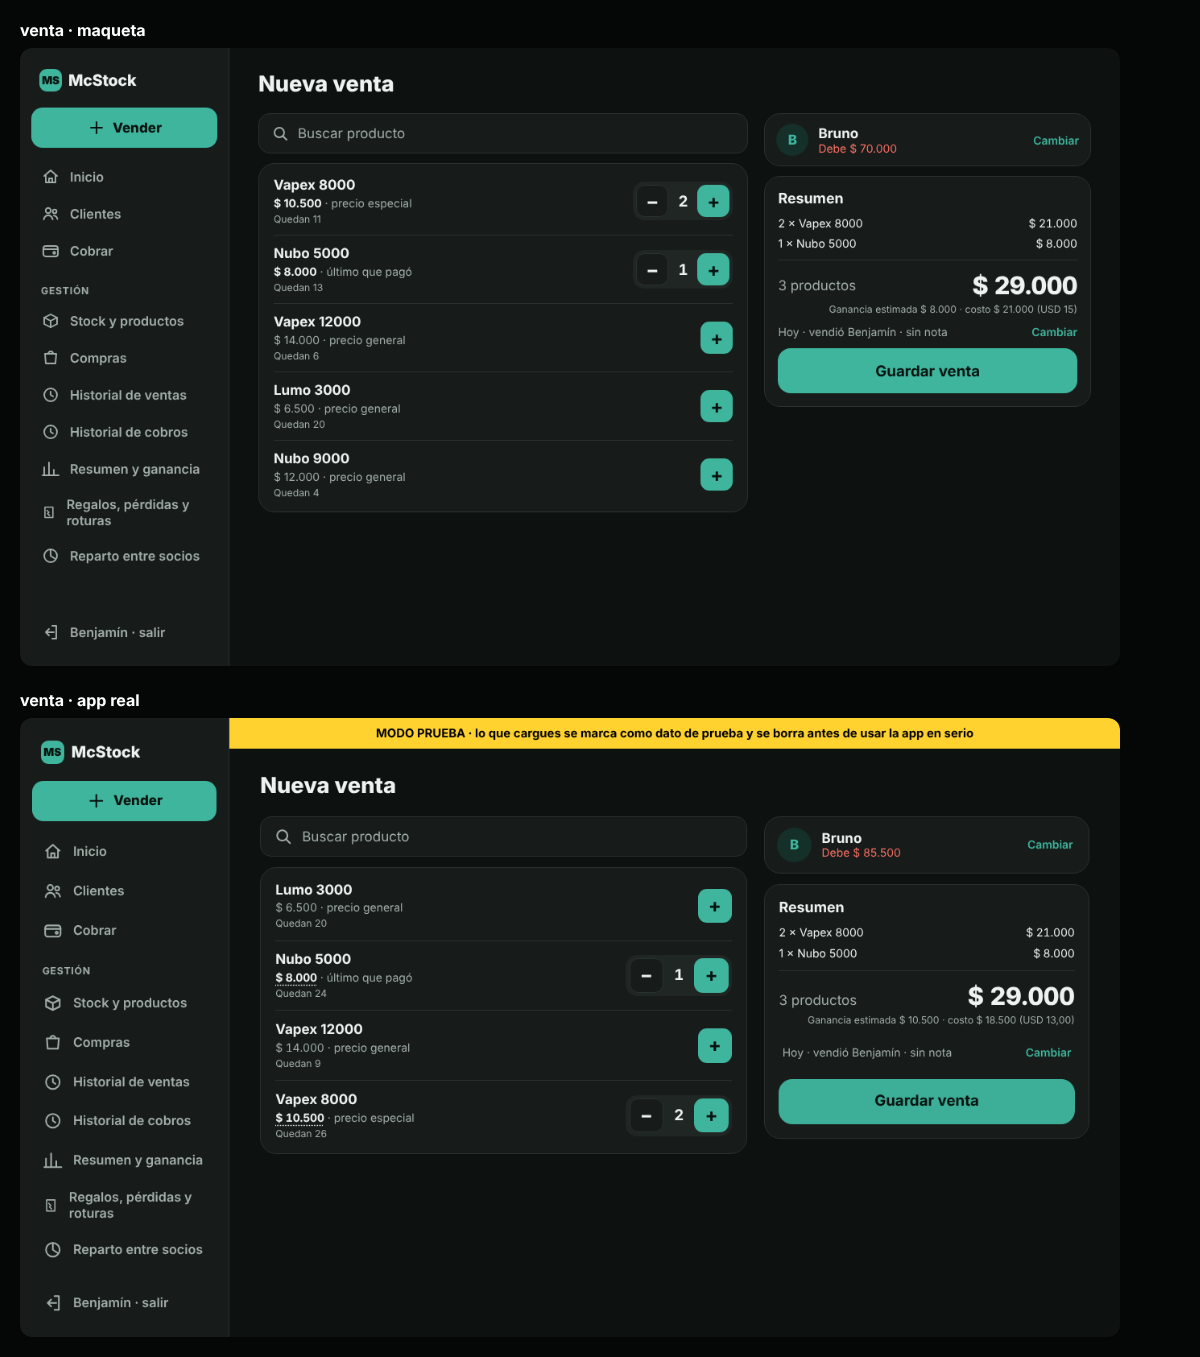 venta · maqueta
MS McStock
+ Vender
Inicio
Clientes
Cobrar
GESTIÓN
Stock y productos
Compras
Historial de ventas
Historial de cobros
Resumen y ganancia
Regalos, pérdidas y
roturas
Reparto entre socios
Benjamín · salir
Nueva venta
Buscar producto
Vapex 8000
$ 10.500 · precio especial
Quedan 11
− 2 +
Nubo 5000
$ 8.000 · último que pagó
Quedan 13
− 1 +
Vapex 12000
$ 14.000 · precio general
Quedan 6
+
Lumo 3000
$ 6.500 · precio general
Quedan 20
+
Nubo 9000
$ 12.000 · precio general
Quedan 4
+
B Bruno
Debe $ 70.000
Cambiar
Resumen
2 × Vapex 8000 $ 21.000
1 × Nubo 5000 $ 8.000
3 productos $ 29.000
Ganancia estimada $ 8.000 · costo $ 21.000 (USD 15)
Hoy · vendió Benjamín · sin nota Cambiar
Guardar venta
venta · app real
MS McStock
+ Vender
Inicio
Clientes
Cobrar
GESTIÓN
Stock y productos
Compras
Historial de ventas
Historial de cobros
Resumen y ganancia
Regalos, pérdidas y
roturas
Reparto entre socios
Benjamín · salir
MODO PRUEBA · lo que cargues se marca como dato de prueba y se borra antes de usar la app en serio
Nueva venta
Buscar producto
Lumo 3000
$ 6.500 · precio general
Quedan 20
+
Nubo 5000
$ 8.000 · último que pagó
Quedan 24
− 1 +
Vapex 12000
$ 14.000 · precio general
Quedan 9
+
Vapex 8000
$ 10.500 · precio especial
Quedan 26
− 2 +
B Bruno
Debe $ 85.500
Cambiar
Resumen
2 × Vapex 8000 $ 21.000
1 × Nubo 5000 $ 8.000
3 productos $ 29.000
Ganancia estimada $ 10.500 · costo $ 18.500 (USD 13,00)
Hoy · vendió Benjamín · sin nota Cambiar
Guardar venta